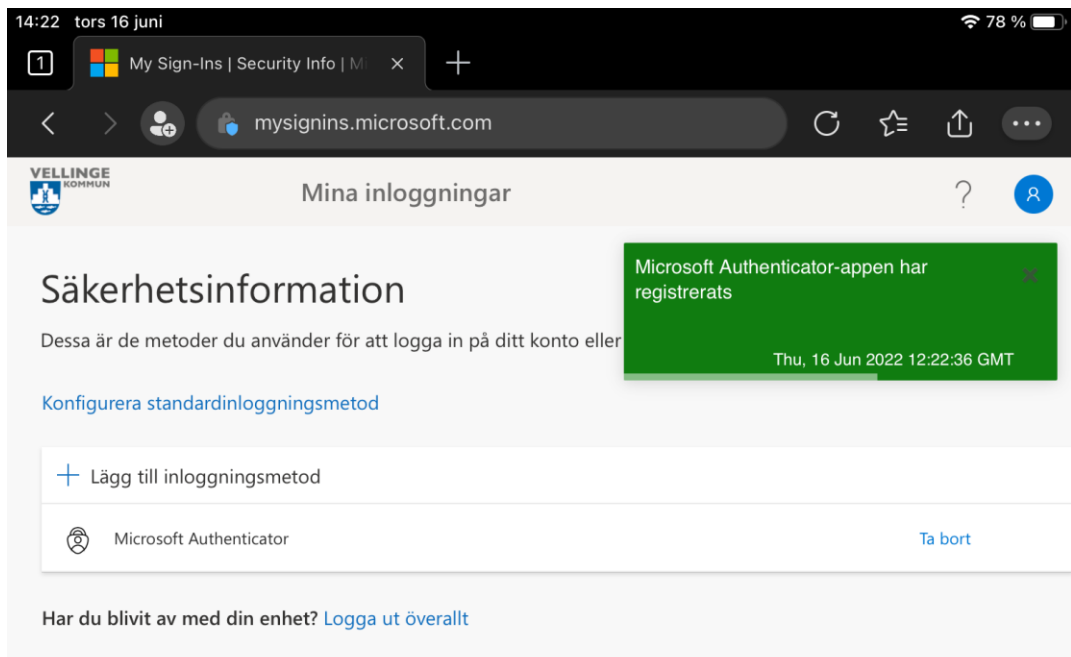 14:22 tors 16 juni
78 %
1
My Sign-Ins | Security Info | Mi
mysignins.microsoft.com
VELLINGE
KOMMUN
Mina inloggningar
?
Säkerhetsinformation
Dessa är de metoder du använder för att logga in på ditt konto eller
Microsoft Authenticator-appen har
registrerats
Thu, 16 Jun 2022 12:22:36 GMT
Konfigurera standardinloggningsmetod
Lägg till inloggningsmetod
Microsoft Authenticator Ta bort
Har du blivit av med din enhet? Logga ut överallt